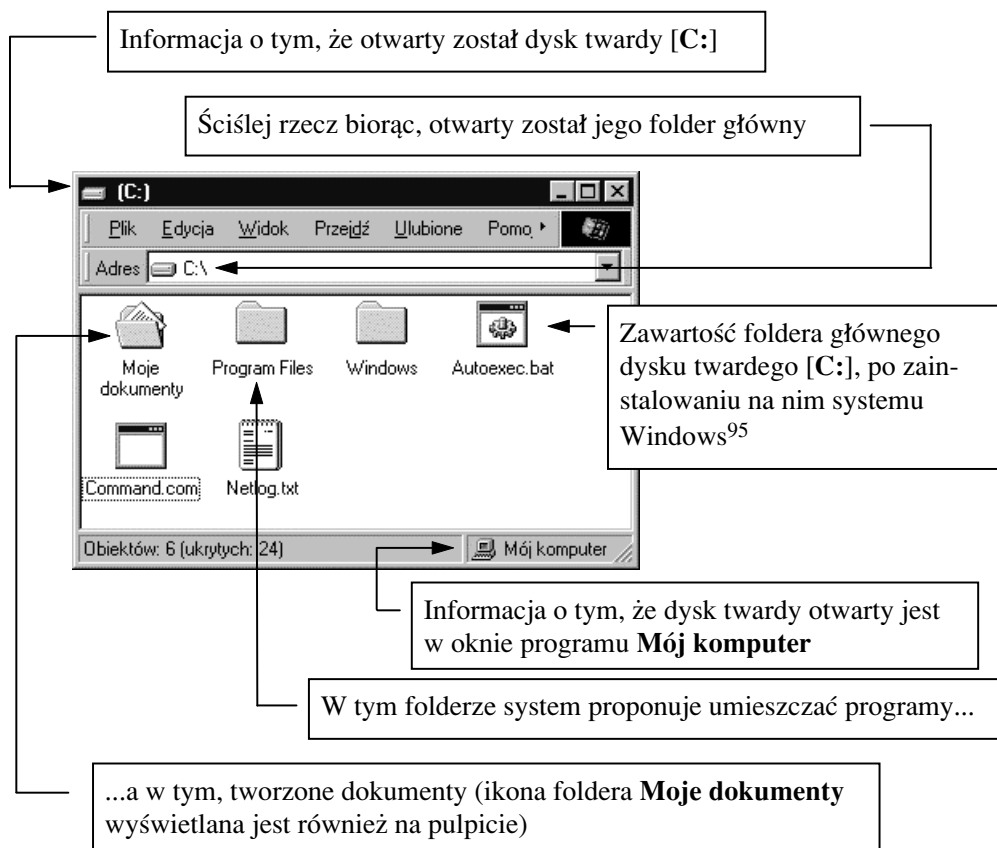 Informacja o tym, że otwarty został dysk twardy [C:]
Ściślej rzecz biorąc, otwarty został jego folder główny
(C:)
Plik Edycja Widok Przejdź Ulubione Pomo
Adres C:\
Moje
dokumenty
Program Files
Windows
Autoexec.bat
Zawartość foldera głównego
dysku twardego [C:], po zain-
stalowaniu na nim systemu
Windows95
Command.com
Netlog.txt
Obiektów: 6 (ukrytych: 24)
Mój komputer
Informacja o tym, że dysk twardy otwarty jest
w oknie programu Mój komputer
W tym folderze system proponuje umieszczać programy...
...a w tym, tworzone dokumenty (ikona foldera Moje dokumenty
wyświetlana jest również na pulpicie)